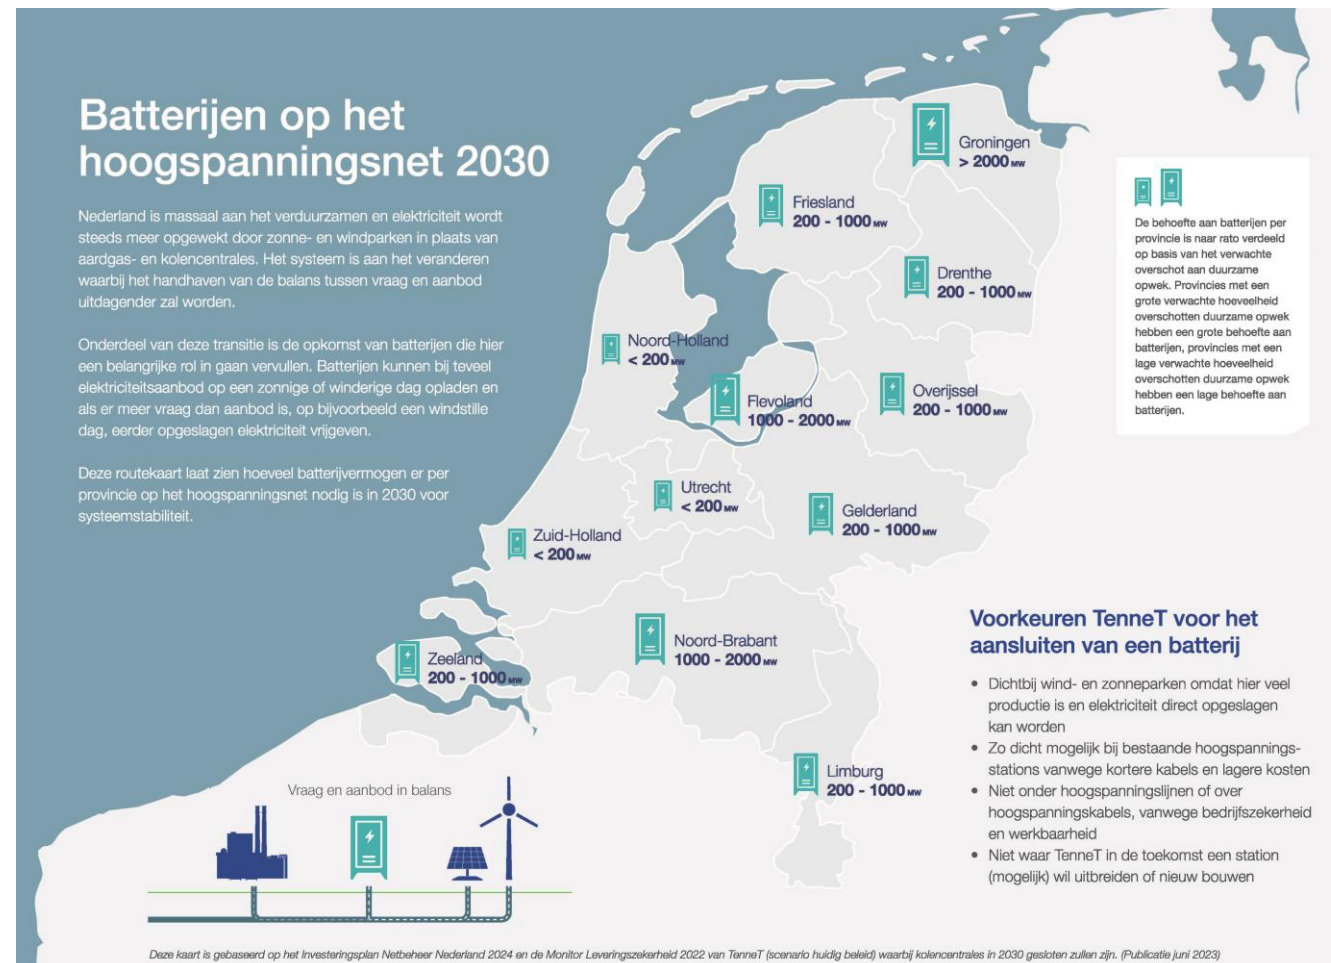 Batterijen op het
hoogspanningsnet 2030
Nederland is massaal aan het verduurzamen en elektriciteit wordt
steeds meer opgewekt door zonne- en windparken in plaats van
aardgas- en kolencentrales. Het systeem is aan het veranderen
waarbij het handhaven van de balans tussen vraag en aanbod
uitdagender zal worden.
Onderdeel van deze transitie is de opkomst van batterijen die hier
een belangrijke rol in gaan vervullen. Batterijen kunnen bij teveel
elektriciteitsaanbod op een zonnige of winderige dag opladen en
als er meer vraag dan aanbod is, op bijvoorbeeld een windstille
dag, eerder opgeslagen elektriciteit vrijgeven.
Deze routekaart laat zien hoeveel batterijvermogen er per
provincie op het hoogspanningsnet nodig is in 2030 voor
systeemstabiliteit.
Groningen
> 2000 MW
Friesland
200 - 1000 MW
Drenthe
200 - 1000 MW
Noord-Holland
< 200 MW
Flevoland
1000 - 2000 MW
Overijssel
200 - 1000 MW
Utrecht
< 200 MW
Gelderland
200 - 1000 MW
Zuid-Holland
< 200 MW
Noord-Brabant
1000 - 2000 MW
Zeeland
200 - 1000 MW
Limburg
200 - 1000 MW
De behoefte aan batterijen per
provincie is naar rato verdeeld
op basis van het verwachte
overschot aan duurzame
opwek. Provincies met een
grote verwachte hoeveelheid
overschotten duurzame opwek
hebben een grote behoefte aan
batterijen, provincies met een
lage verwachte hoeveelheid
overschotten duurzame opwek
hebben een lage behoefte aan
batterijen.
Voorkeuren TenneT voor het
aansluiten van een batterij
• Dichtbij wind- en zonneparken omdat hier veel
productie is en elektriciteit direct opgeslagen
kan worden
• Zo dicht mogelijk bij bestaande hoogspannings-
stations vanwege kortere kabels en lagere kosten
• Niet onder hoogspanningslijnen of over
hoogspanningskabels, vanwege bedrijfszekerheid
en werkbaarheid
• Niet waar TenneT in de toekomst een station
(mogelijk) wil uitbreiden of nieuw bouwen
Vraag en aanbod in balans
Deze kaart is gebaseerd op het Investeringsplan Netbeheer Nederland 2024 en de Monitor Leveringszekerheid 2022 van TenneT (scenario huidig beleid) waarbij kolencentrales in 2030 gesloten zullen zijn. (Publicatie juni 2023)